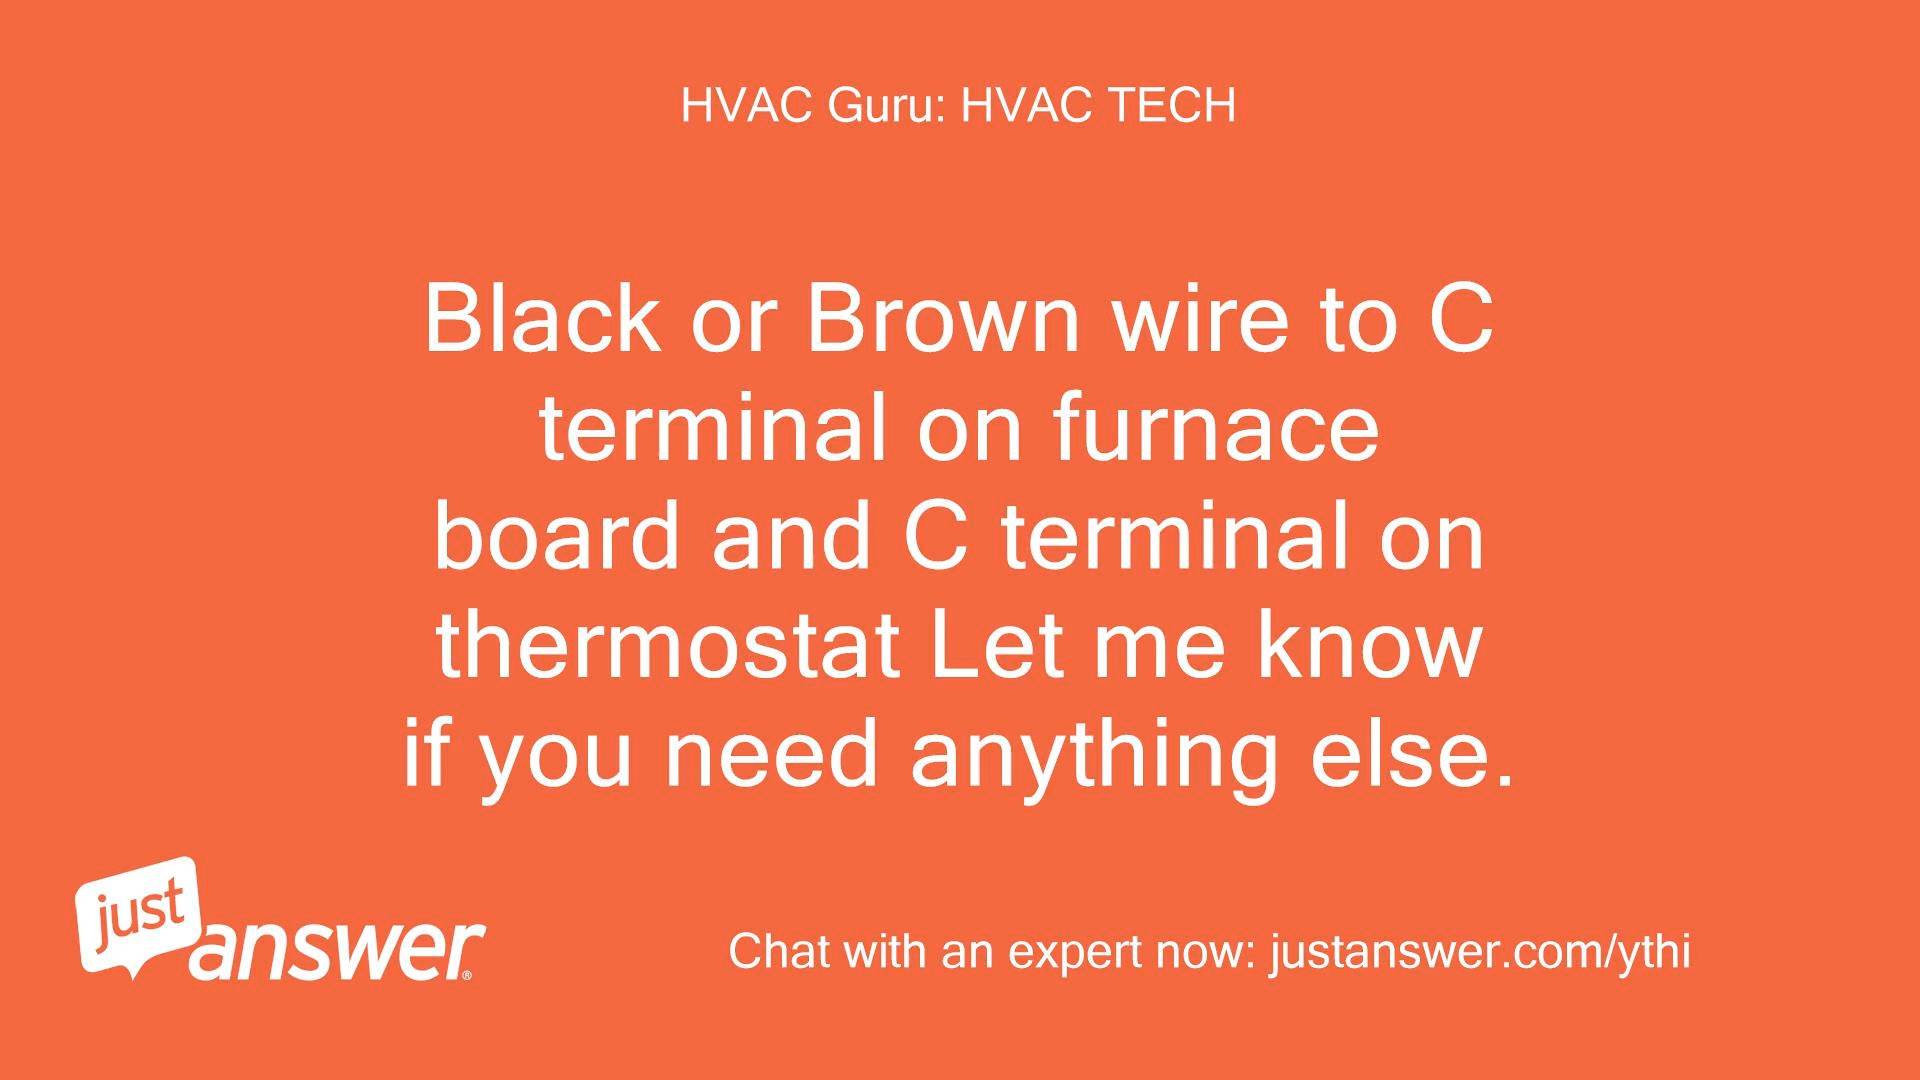 HVAC Guru: HVAC TECH
Black or Brown wire to C
terminal on furnace
board and C terminal on
thermostat Let me know
if you need anything else.
just
answer®
Chat with an expert now: justanswer.com/ythi